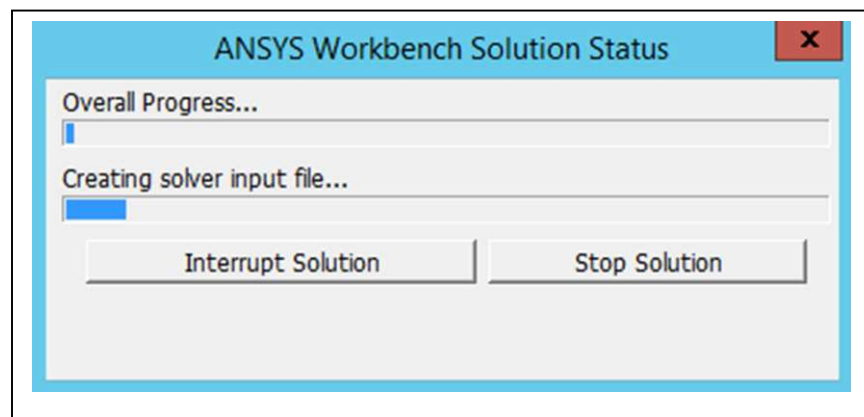 ANSYS Workbench Solution Status
x
Overall Progress...
Creating solver input file...
Interrupt Solution
Stop Solution